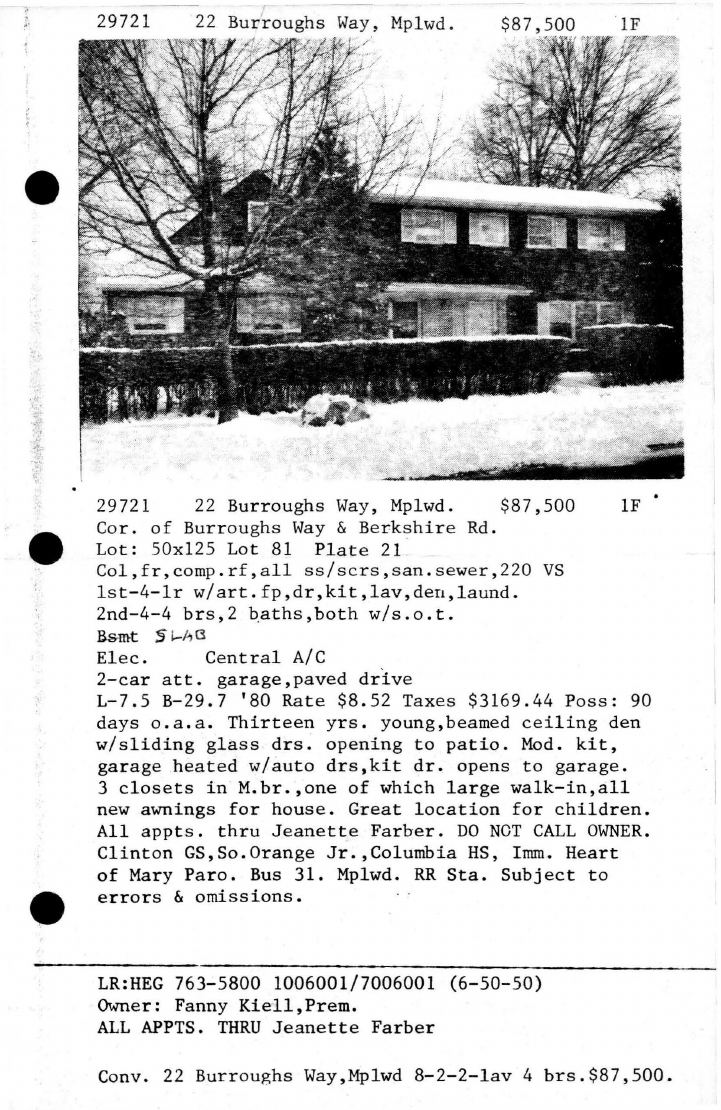 29721 22 Burroughs Way, Mplwd. $87,500 1F
29721 22 Burroughs Way, Mplwd. $87,500 1F
Cor. of Burroughs Way & Berkshire Rd.
Lot: 50x125 Lot 81 Plate 21
Col,fr,comp.rf,all ss/scrs,san.sewer,220 VS
1st-4-lr w/art.fp,dr,kit,lav,den,laund.
2nd-4-4 brs,2 baths,both w/s.o.t.
Bsmt SLAB
Elec. Central A/C
2-car att. garage,paved drive
L-7.5 B-29.7 '80 Rate $8.52 Taxes $3169.44 Poss: 90
days o.a.a. Thirteen yrs. young,beamed ceiling den
w/sliding glass drs. opening to patio. Mod. kit,
garage heated w/auto drs,kit dr. opens to garage.
3 closets in M.br.,one of which large walk-in,all
new awnings for house. Great location for children.
All appts. thru Jeanette Farber. DO NOT CALL OWNER.
Clinton GS,So.Orange Jr.,Columbia HS, Imm. Heart
of Mary Paro. Bus 31. Mplwd. RR Sta. Subject to
errors & omissions.
LR:HEG 763-5800 1006001/7006001 (6-50-50)
Owner: Fanny Kiell,Prem.
ALL APPTS. THRU Jeanette Farber
Conv. 22 Burroughs Way,Mplwd 8-2-2-lav 4 brs.$87,500.